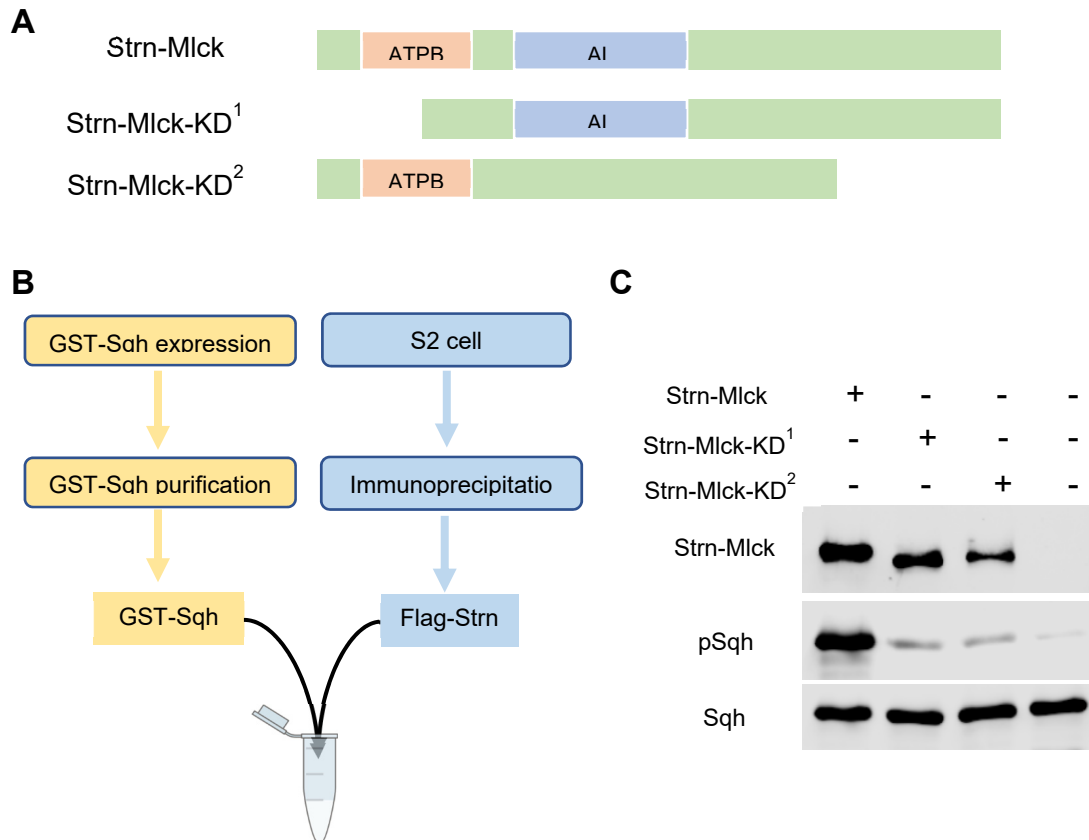 A
Strn-Mlck
ATPB
AI
Strn-Mlck-KD1
AI
Strn-Mlck-KD2
ATPB
B
GST-Sqh expression
S2 cell
GST-Sqh purification
Immunoprecipitatio
GST-Sqh
Flag-Strn
C
Strn-Mlck + - - -
Strn-Mlck-KD1 - + - -
Strn-Mlck-KD2 - - + -
Strn-Mlck
pSqh
Sqh